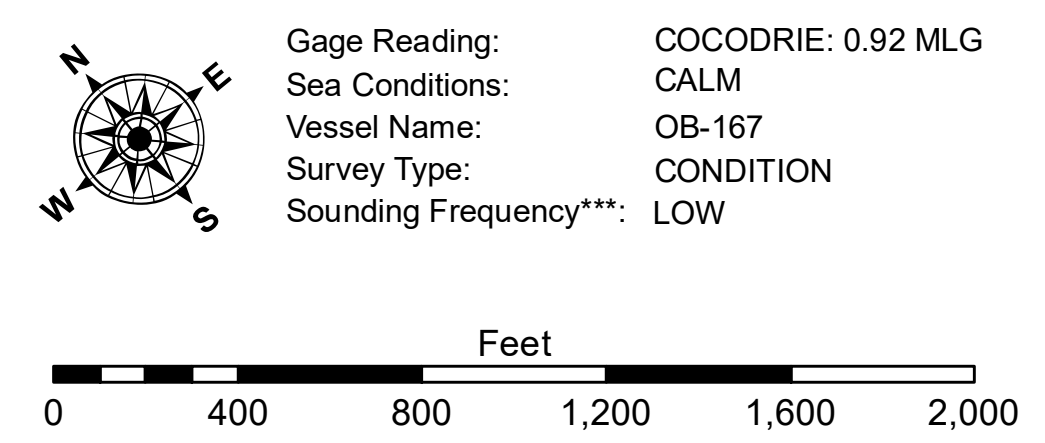 N
E
W
S
Gage Reading: COCODRIE: 0.92 MLG
Sea Conditions: CALM
Vessel Name: OB-167
Survey Type: CONDITION
Sounding Frequency***: LOW
Feet
0 400 800 1,200 1,600 2,000